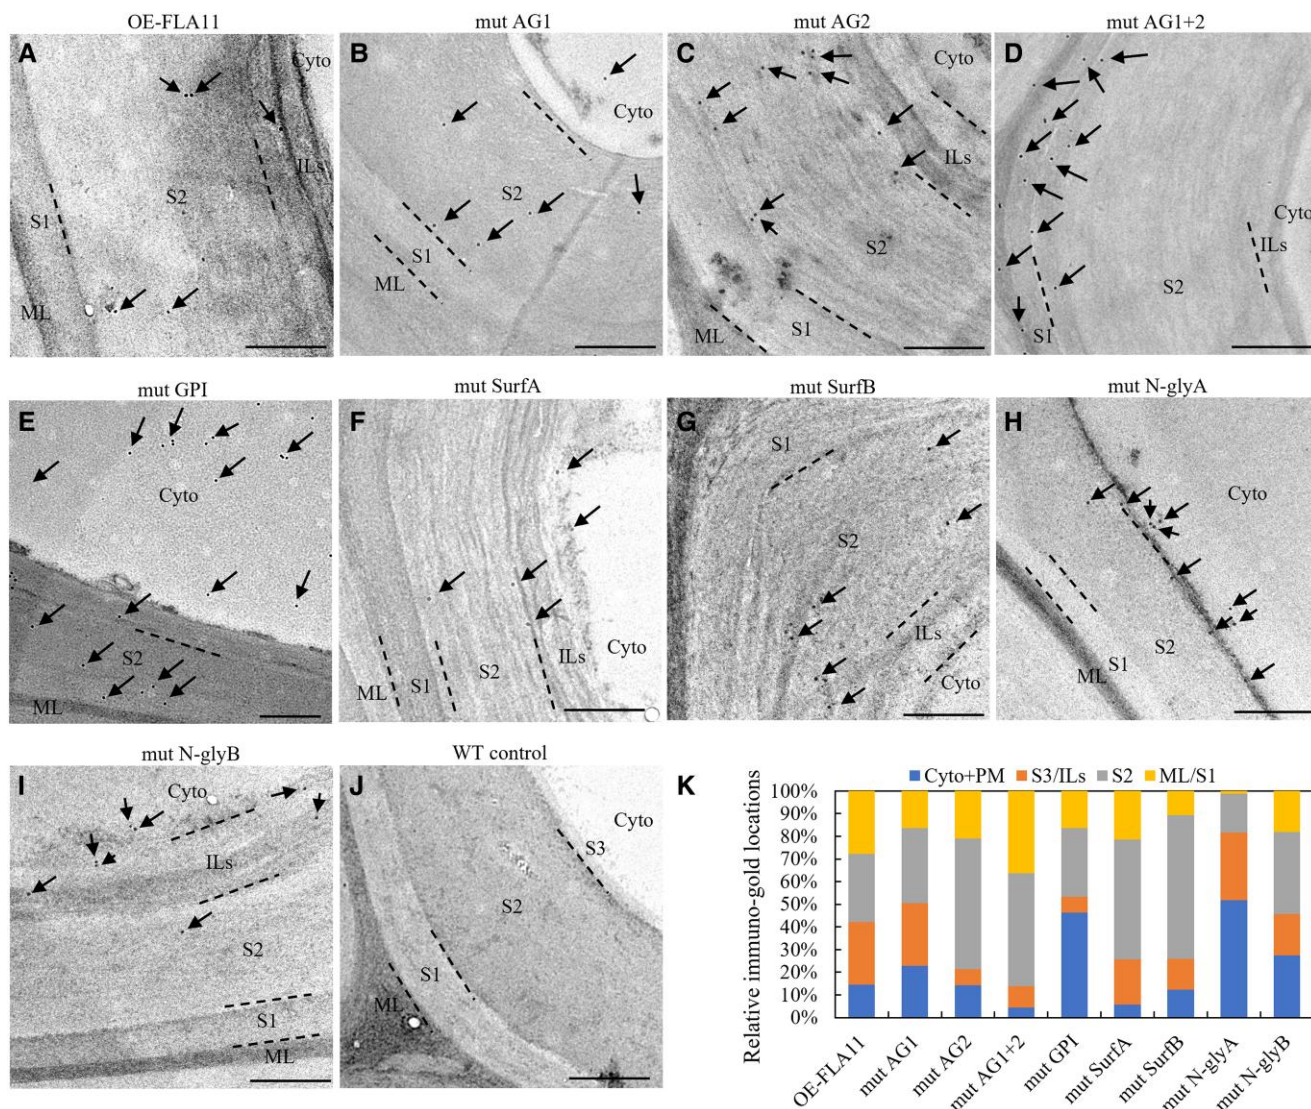 OE-FLA11
A
Cyto
ILs
S2
S1
ML
mut AG1
B
Cyto
S2
S1
ML
mut AG2
C
Cyto
ILs
S2
S1
ML
mut AG1+2
D
Cyto
ILs
S2
S1
mut GPI
E
Cyto
S2
ML
mut SurfA
F
Cyto
ILs
S2
S1
ML
mut SurfB
G
S1
S2
ILs
Cyto
mut N-glyA
H
Cyto
S2
S1
ML
mut N-glyB
I
Cyto
ILs
S2
S1
ML
WT control
J
Cyto
S3
S2
S1
ML
K
Cyto+PM S3/ILs S2 ML/S1
Relative immuno-gold locations
100%
90%
80%
70%
60%
50%
40%
30%
20%
10%
0%
OE-FLA11
mut AG1
mut AG2
mut AG1+2
mut GPI
mut SurfA
mut SurfB
mut N-glyA
mut N-glyB